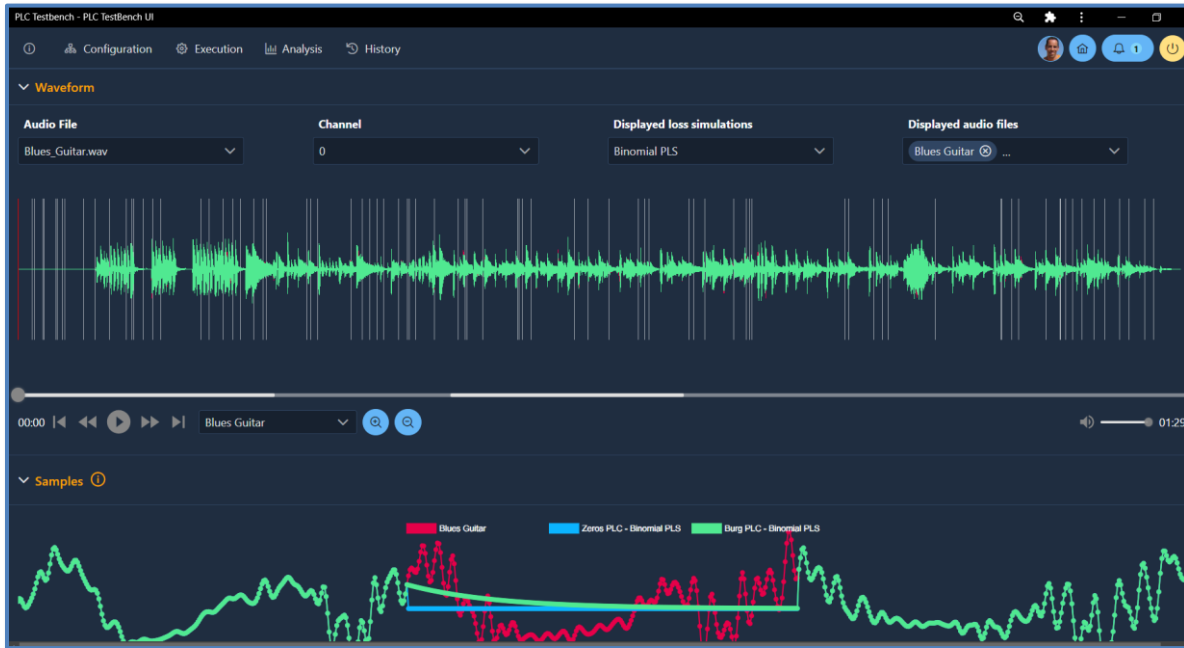 PLC Testbench - PLC TestBench UI
Configuration Execution Analysis History 1
Waveform
Audio File Channel Displayed loss simulations Displayed audio files
Blues_Guitar.wav 0 Binomial PLS Blues Guitar ...
00:00 Blues Guitar 01:29
Samples
Blues Guitar Zeros PLC - Binomial PLS Burg PLC - Binomial PLS